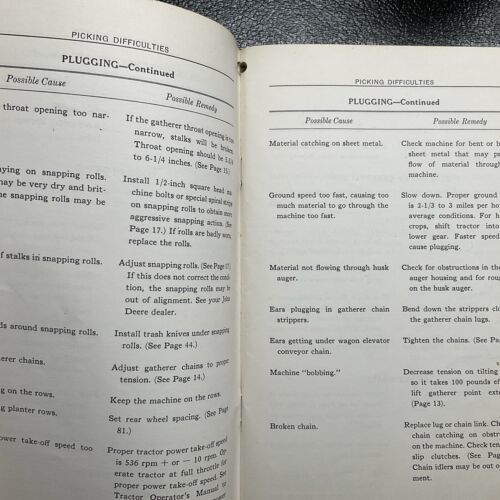 PICKING DIFFICULTIES
PLUGGING—Continued
Possible Cause
Possible Remedy
throat opening too nar-
If the gatherer throat opening is too
narrow, stalks will be broken.
Throat opening should be
to 6-1/4 inches. (See Page 15.)
ying on snapping rolls.
may be very dry and brit-
he snapping rolls may be
Install 1/2-inch square head ma-
chine bolts or special spiral strips
on snapping rolls to obtain more
aggressive snapping action. (See
Page 17.) If rolls are badly worn,
replace the rolls.
f stalks in snapping rolls.
Adjust snapping rolls. (See Page 17.)
If this does not correct the condi-
tion, the snapping rolls may be
out of alignment. See your John
Deere dealer.
ds around snapping rolls.
Install trash knives under snapping
rolls. (See Page 44.)
erer chains.
Adjust gatherer chains to proper
tension. (See Page 14.)
g on the rows.
Keep the machine on the rows.
g planter rows.
Set rear wheel spacing. (See Page
81.)
ower take-off speed too
Proper tractor power take-off speed
is 536 rpm + or — 10 rpm. Op-
erate tractor at full throttle for
proper power take-off speed. Set
Tractor Operator's Manual to
PICKING DIFFICULTIES
PLUGGING—Continued
Possible Cause
Possible Remedy
Material catching on sheet metal.
Check machine for bent or b
sheet metal that may p
flow of material through
machine.
Ground speed too fast, causing too
much material to go through the
machine too fast.
Slow down. Proper ground
is 2-1/3 to 3 miles per ho
average conditions. For h
crops, shift tractor into
lower gear. Faster speed
cause plugging.
Material not flowing through husk
auger.
Check for obstructions in the
auger housing and for roug
on the husk auger.
Ears plugging in gatherer chain
strippers.
Bend down the strippers cl
the gatherer chain lugs.
Ears getting under wagon elevator
conveyor chain.
Tighten the chains. (See Pa
Machine "bobbing."
Decrease tension on tilting
so it takes 100 pounds ef
lift gatherer point ext
(Page 13).
Broken chain.
Replace lug or chain link. Ch
chain catching on obstru
on the machine. Check ten
slip clutches. (See Pag
Chain idlers may be out o
ment.